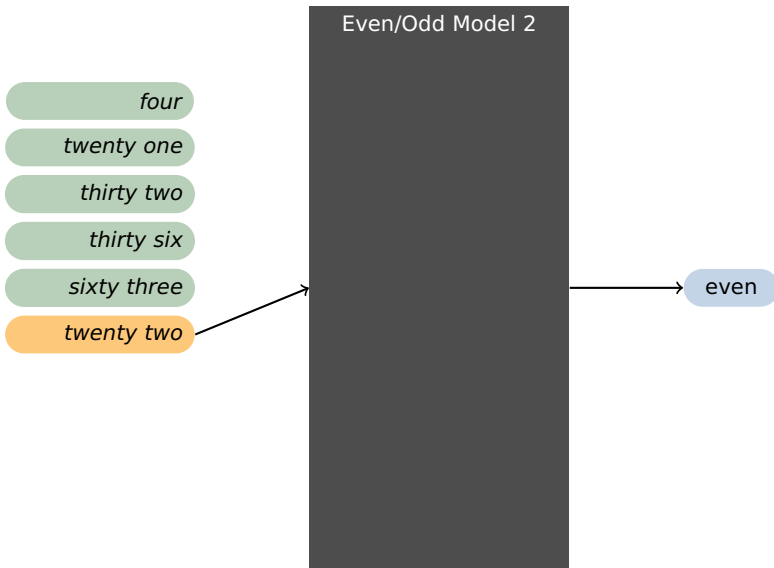 Even/Odd Model 2
four
twenty one
thirty two
thirty six
sixty three
twenty two
even